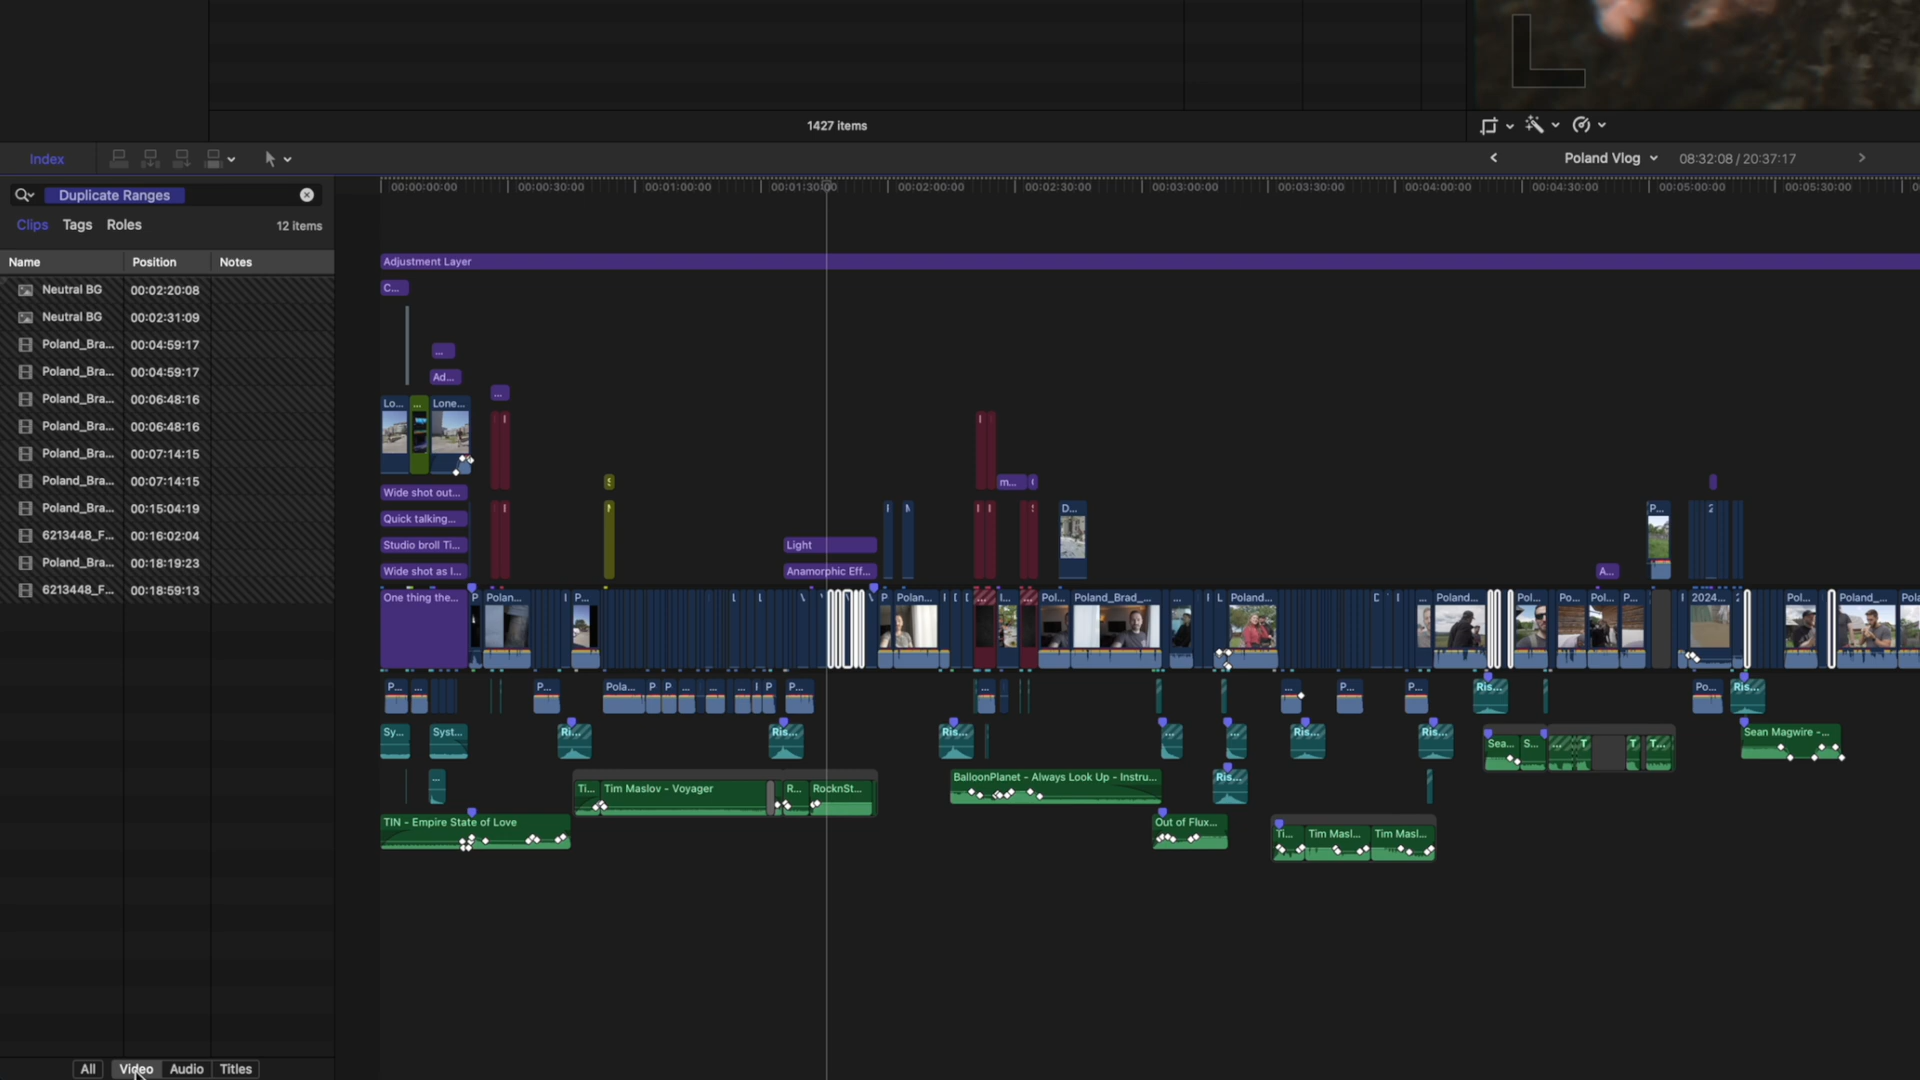 1427 items
Index
Poland Vlog
08:32:08 / 20:37:17
Duplicate Ranges
Clips Tags Roles
12 items
Name Position Notes
Neutral BG 00:02:20:08
Neutral BG 00:02:31:09
Poland_Bra... 00:04:59:17
Poland_Bra... 00:04:59:17
Poland_Bra... 00:06:48:16
Poland_Bra... 00:06:48:16
Poland_Bra... 00:07:14:15
Poland_Bra... 00:07:14:15
Poland_Bra... 00:15:04:19
6213448_F... 00:16:02:04
Poland_Bra... 00:18:19:23
6213448_F... 00:18:59:13
All Video Audio Titles
00:00:00:00 00:00:30:00 00:01:00:00 00:01:30:00 00:02:00:00 00:02:30:00 00:03:00:00 00:03:30:00 00:04:00:00 00:04:30:00 00:05:00:00 00:05:30:00
Adjustment Layer
C...
...
Ad...
...
Lo... ... Lone...
m...
Wide shot out...
D... P...
Quick talking...
Studio broll Ti... Light
Wide shot as I... Anamorphic Eff... A...
One thing the... P Polan... P... P Polan... Pol... Poland_Brad_... ... L Poland... D ... Poland... Pol... Po... Pol... P... 2024... Pol... Poland_...
P... ... P... Pola... P P ... ... ... P P... ... ... P... P... Ris... Po... Ris...
Sy... Syst... Ri... Ris... Ris... ... ... Ris... Ris... Sea... S... ... T T T... Sean Magwire -...
... Ti... Tim Maslov - Voyager R... RocknSt... BalloonPlanet - Always Look Up - Instru... Ris...
TIN - Empire State of Love Out of Flux... Ti... Tim Masl... Tim Masl...